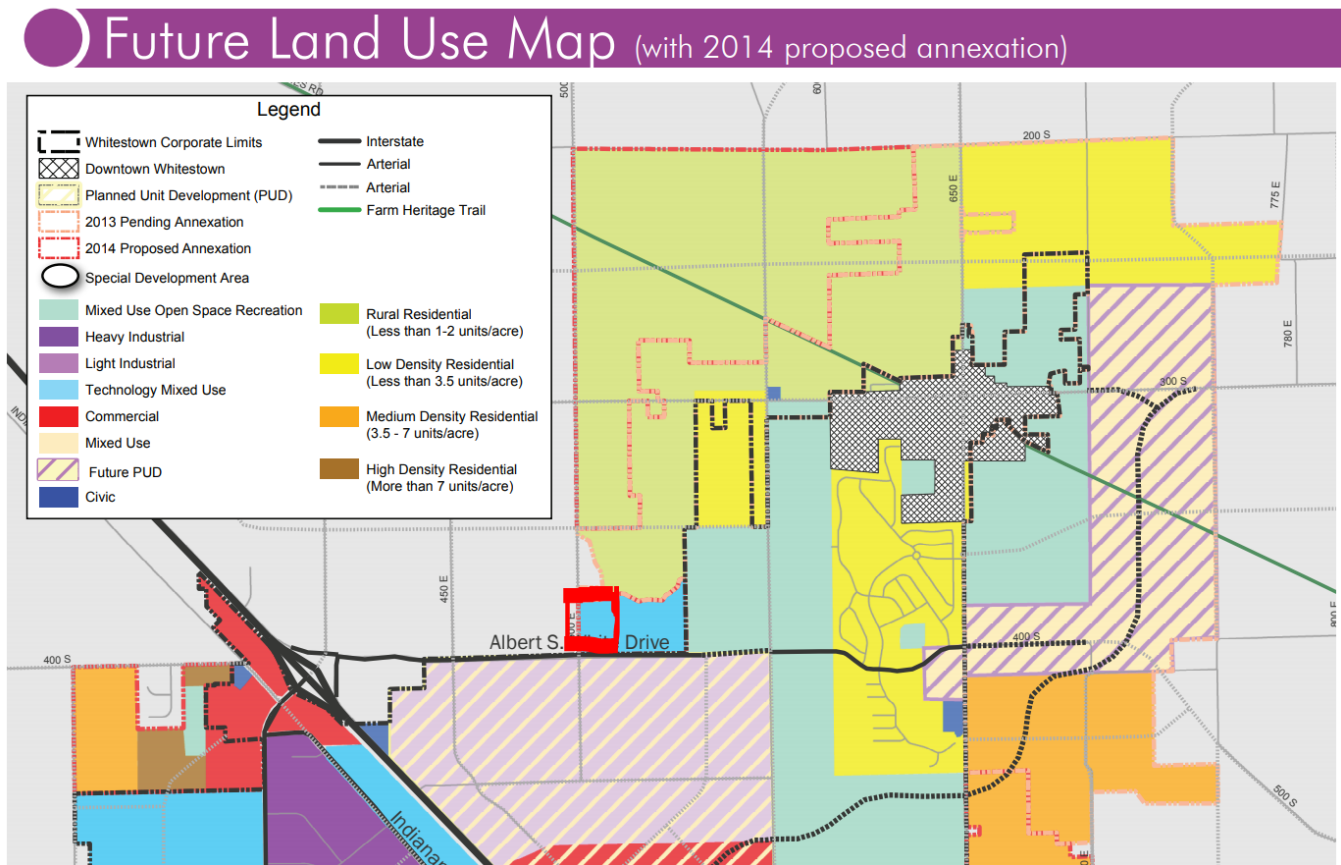 Future Land Use Map (with 2014 proposed annexation)
Legend
Whitestown Corporate Limits
Downtown Whitestown
Planned Unit Development (PUD)
2013 Pending Annexation
2014 Proposed Annexation
Special Development Area
Mixed Use Open Space Recreation
Heavy Industrial
Light Industrial
Technology Mixed Use
Commercial
Mixed Use
Future PUD
Civic
Interstate
Arterial
Arterial
Farm Heritage Trail
Rural Residential
(Less than 1-2 units/acre)
Low Density Residential
(Less than 3.5 units/acre)
Medium Density Residential
(3.5 - 7 units/acre)
High Density Residential
(More than 7 units/acre)
RD
200 S
650 E
775 E
780 E
300 S
450 E
Albert S. Drive
400 S
400 S
500 S